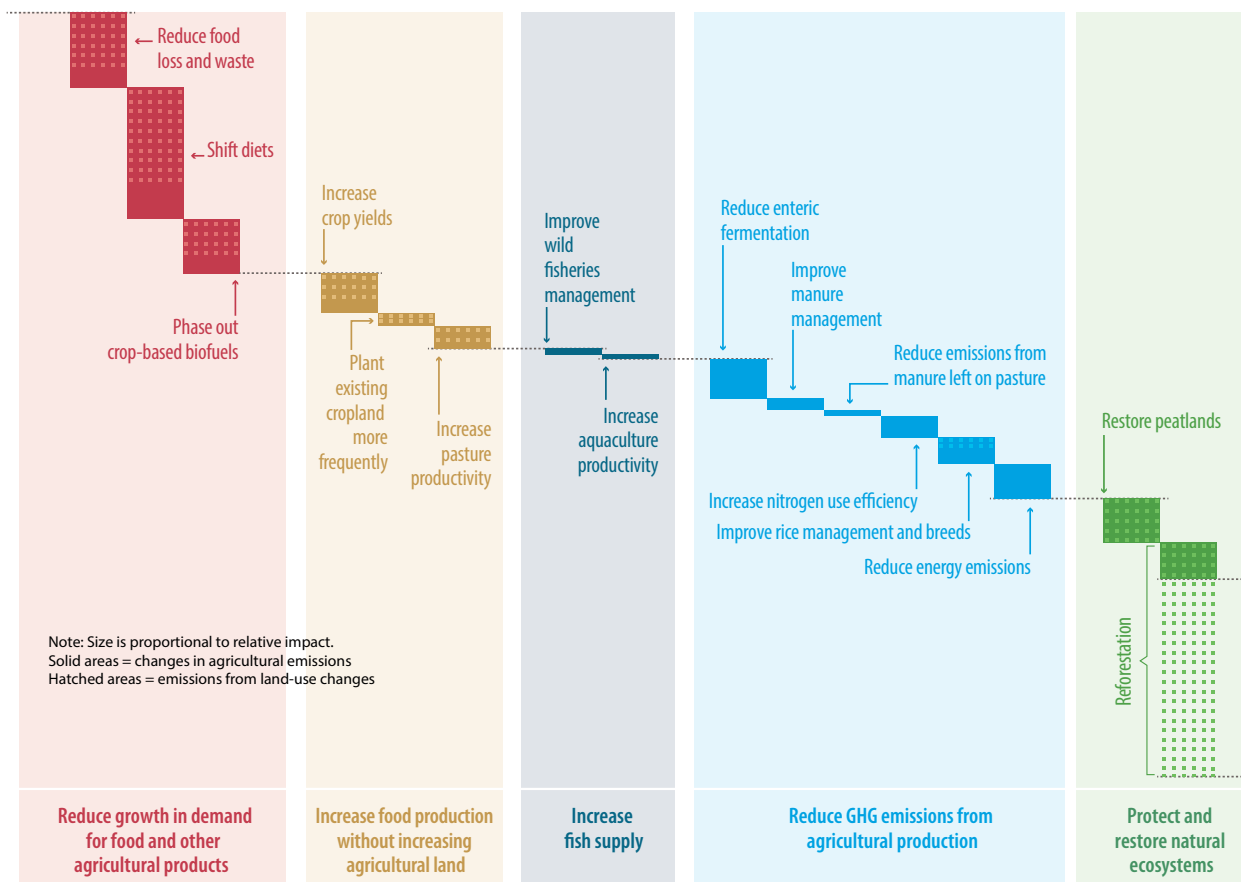 Reduce food
loss and waste
Shift diets
Phase out
crop-based biofuels
Increase
crop yields
Plant
existing
cropland
more
frequently
Increase
pasture
productivity
Improve
wild
fisheries
management
Increase
aquaculture
productivity
Reduce enteric
fermentation
Improve
manure
management
Reduce emissions from
manure left on pasture
Increase nitrogen use efficiency
Improve rice management and breeds
Reduce energy emissions
Restore peatlands
Reforestation
Note: Size is proportional to relative impact.
Solid areas = changes in agricultural emissions
Hatched areas = emissions from land-use changes
Reduce growth in demand
for food and other
agricultural products
Increase food production
without increasing
agricultural land
Increase
fish supply
Reduce GHG emissions from
agricultural production
Protect and
restore natural
ecosystems